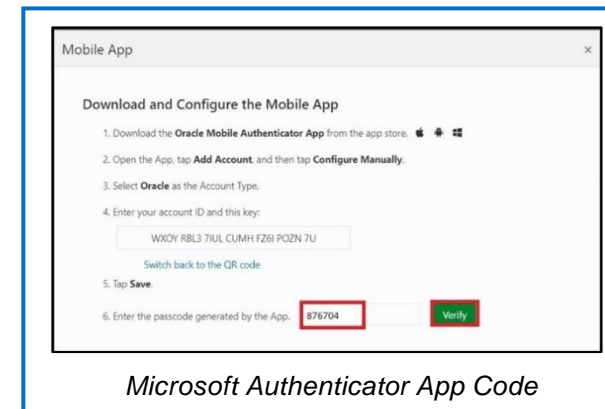 Mobile App ×
Download and Configure the Mobile App
1. Download the Oracle Mobile Authenticator App from the app store.
2. Open the App, tap Add Account, and then tap Configure Manually.
3. Select Oracle as the Account Type.
4. Enter your account ID and this key:
WXOY RBL3 7IUL CUMH FZ6I POZN 7U
Switch back to the QR code
5. Tap Save.
6. Enter the passcode generated by the App. 876704 Verify
Microsoft Authenticator App Code